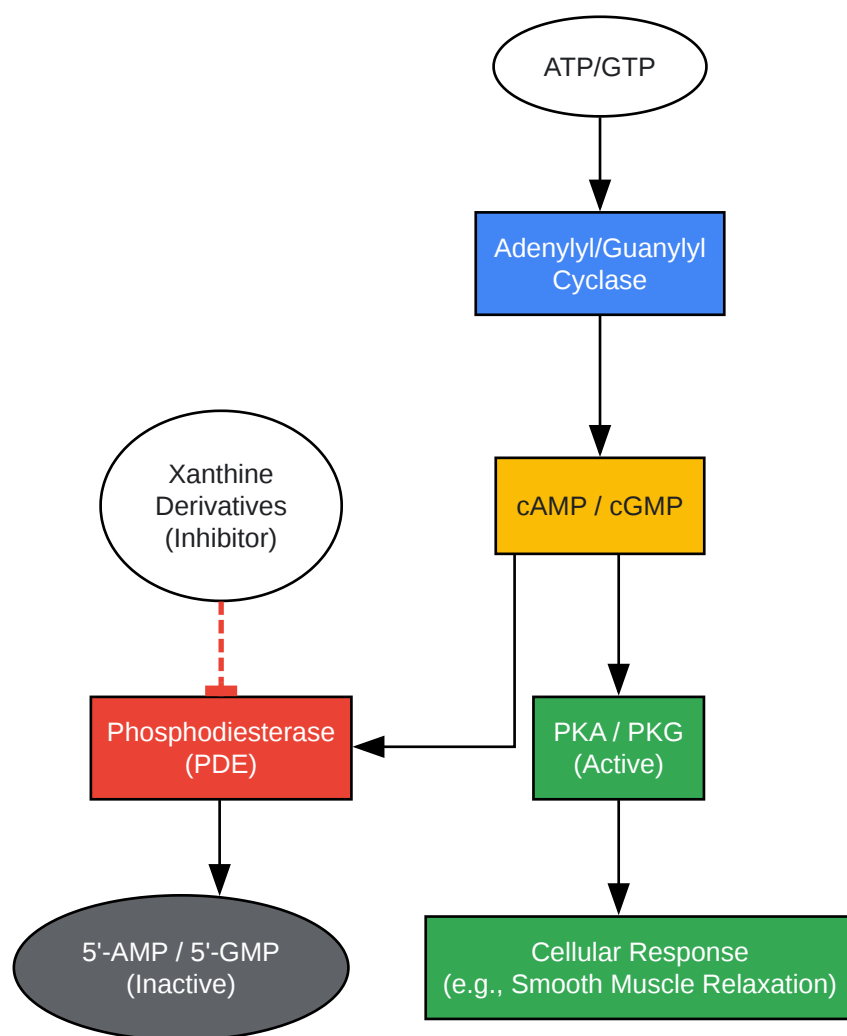 ATP/GTP
Adenylyl/Guanylyl
Cyclase
Xanthine
Derivatives
(Inhibitor)
cAMP / cGMP
Phosphodiesterase
(PDE)
PKA / PKG
(Active)
5'-AMP / 5'-GMP
(Inactive)
Cellular Response
(e.g., Smooth Muscle Relaxation)